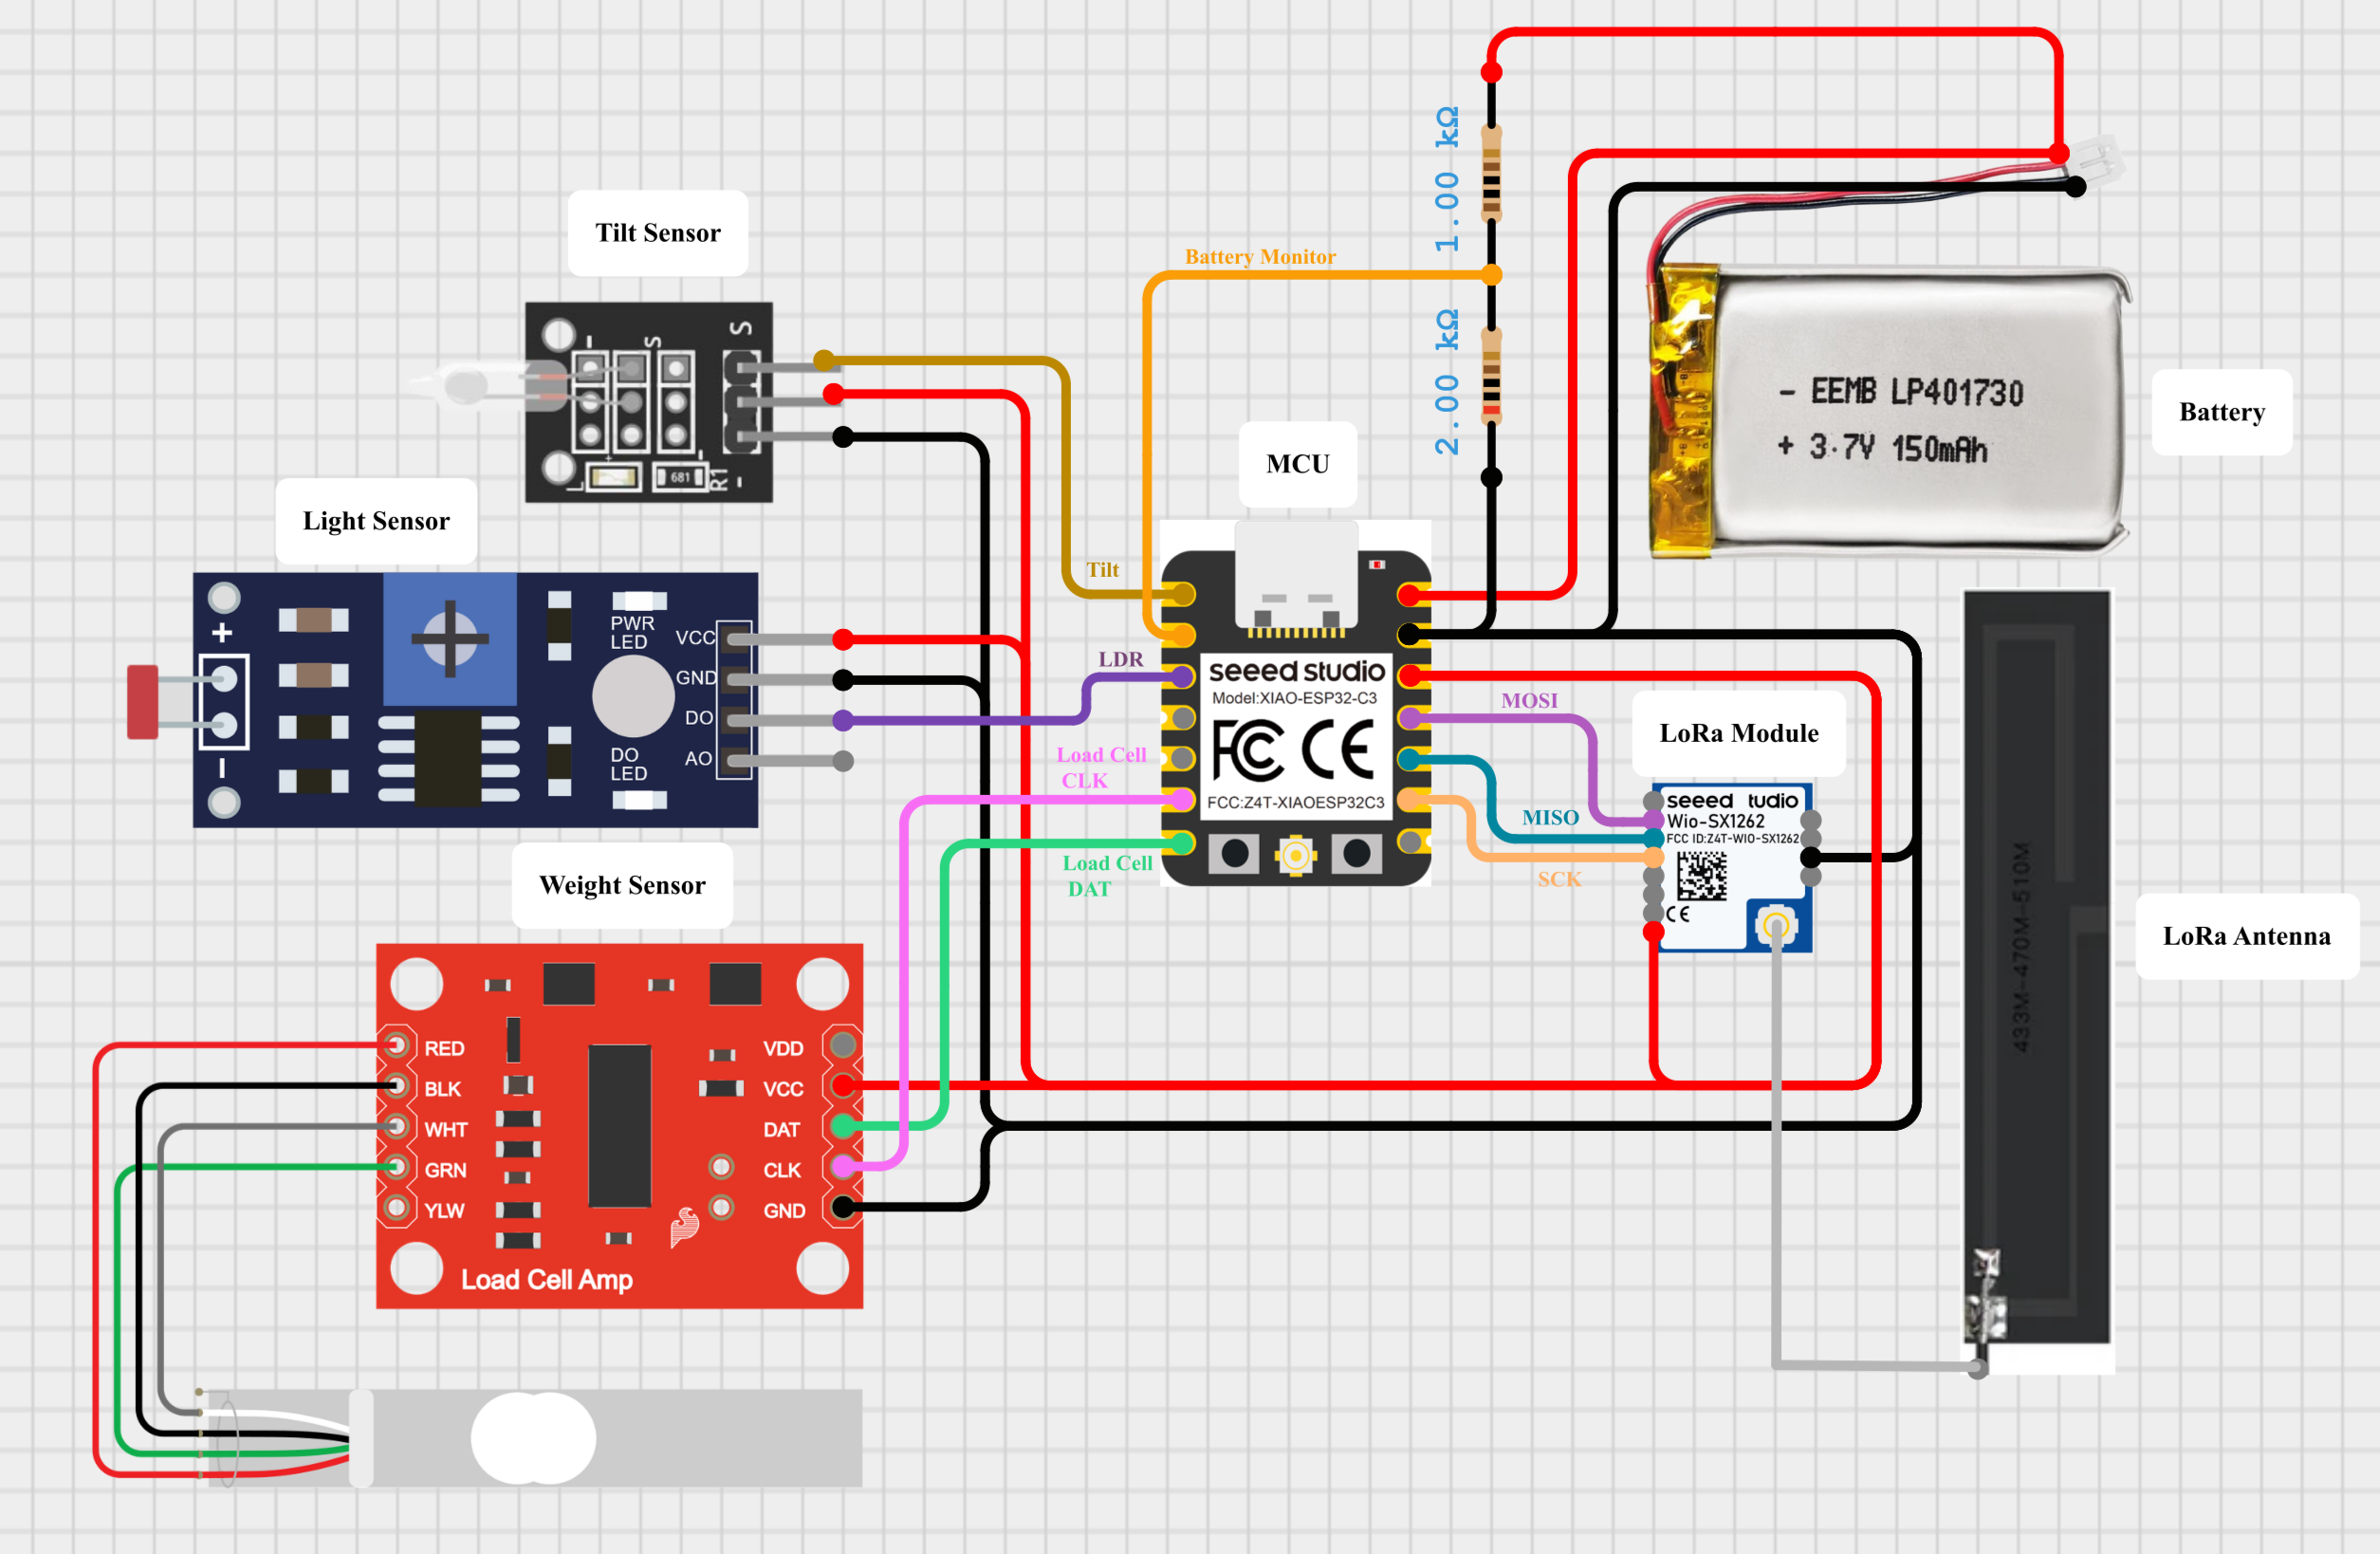 1.00 kΩ
Tilt Sensor
Battery Monitor
2.00 kΩ
S
-
S
+
L
681
R1
-
-
- EEMB LP401730
+ 3.7V 150mAh
Battery
MCU
Light Sensor
Tilt
+
PWR
LED
VCC
GND
DO
AO
DO
LED
LDR
seeed studio
Model:XIAO-ESP32-C3
FC CE
FCC:Z4T-XIAOESP32C3
MOSI
LoRa Module
Load Cell
CLK
MISO
seeed tudio
Wio-SX1262
FCC ID:Z4T-WIO-SX1262
CE
Load Cell
DAT
SCK
433M-470M-510M
LoRa Antenna
Weight Sensor
RED
BLK
WHT
GRN
YLW
VDD
VCC
DAT
CLK
GND
Load Cell Amp